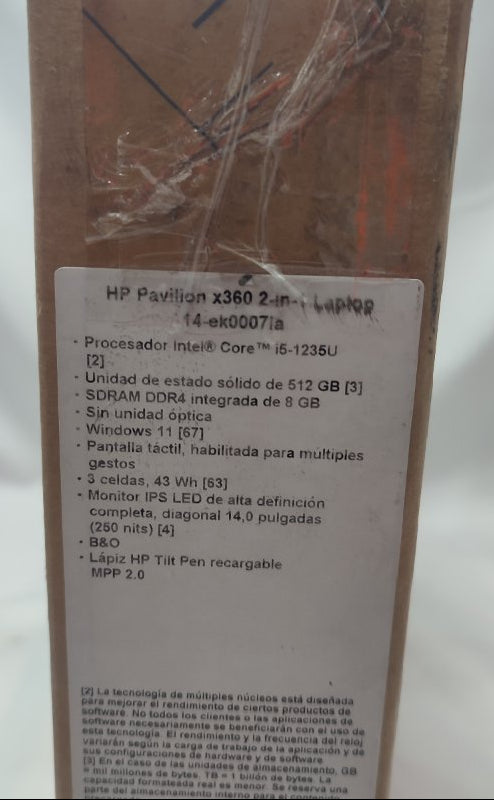 HP Pavilion x360 2-in-1 Laptop
14-ek0007la
- Procesador Intel® Core™ i5-1235U
[2]
- Unidad de estado sólido de 512 GB [3]
- SDRAM DDR4 integrada de 8 GB
- Sin unidad óptica
- Windows 11 [67]
- Pantalla táctil, habilitada para múltiples
gestos
- 3 celdas, 43 Wh [63]
- Monitor IPS LED de alta definición
completa, diagonal 14,0 pulgadas
(250 nits) [4]
- B&O
- Lápiz HP Tilt Pen recargable
MPP 2.0
[2] La tecnología de múltiples núcleos está diseñada
para mejorar el rendimiento de ciertos productos de
software. No todos los clientes o las aplicaciones de
software necesariamente se beneficiarán con el uso de
esta tecnología. El rendimiento y la frecuencia del reloj
variarán según la carga de trabajo de la aplicación y de
sus configuraciones de hardware y de software.
[3] En el caso de las unidades de almacenamiento, GB
= mil millones de bytes. TB = 1 billón de bytes. La
capacidad formateada real es menor. Se reserva una
parte del almacenamiento interno para el contenido